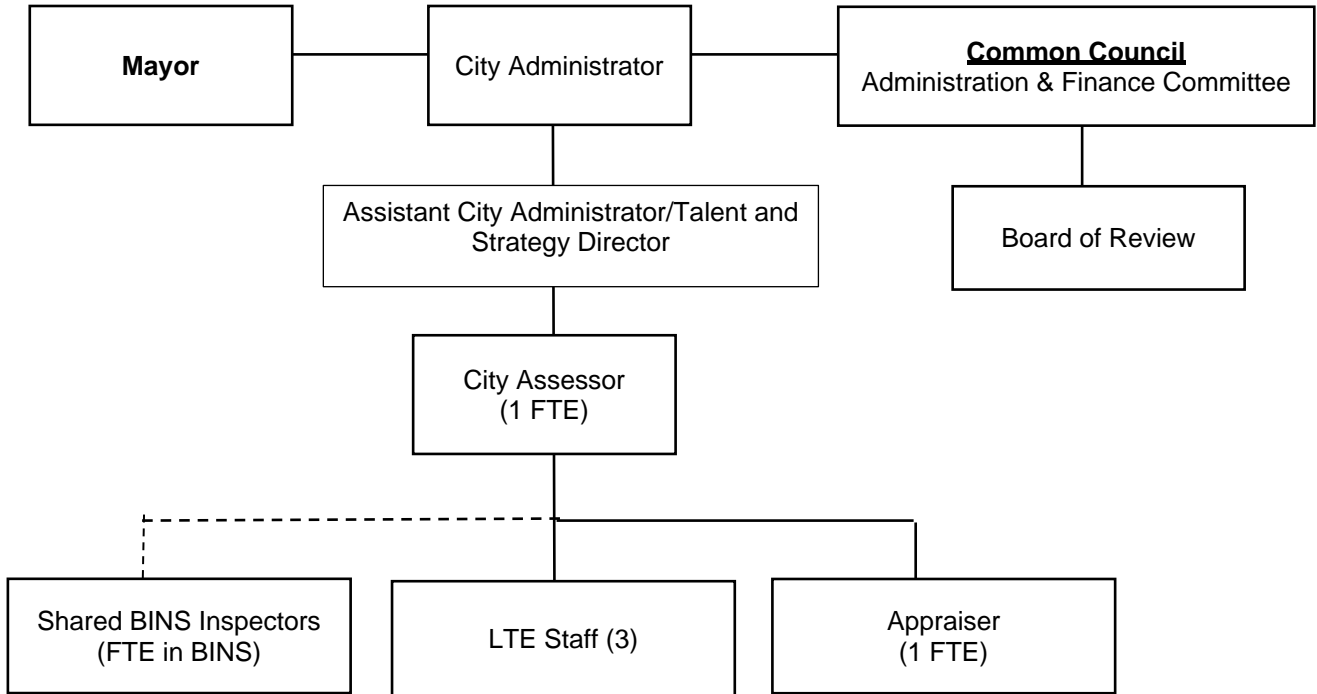 Mayor
City Administrator
Common Council
Administration & Finance Committee
Assistant City Administrator/Talent and
Strategy Director
Board of Review
City Assessor
(1 FTE)
Shared BINS Inspectors
(FTE in BINS)
LTE Staff (3)
Appraiser
(1 FTE)